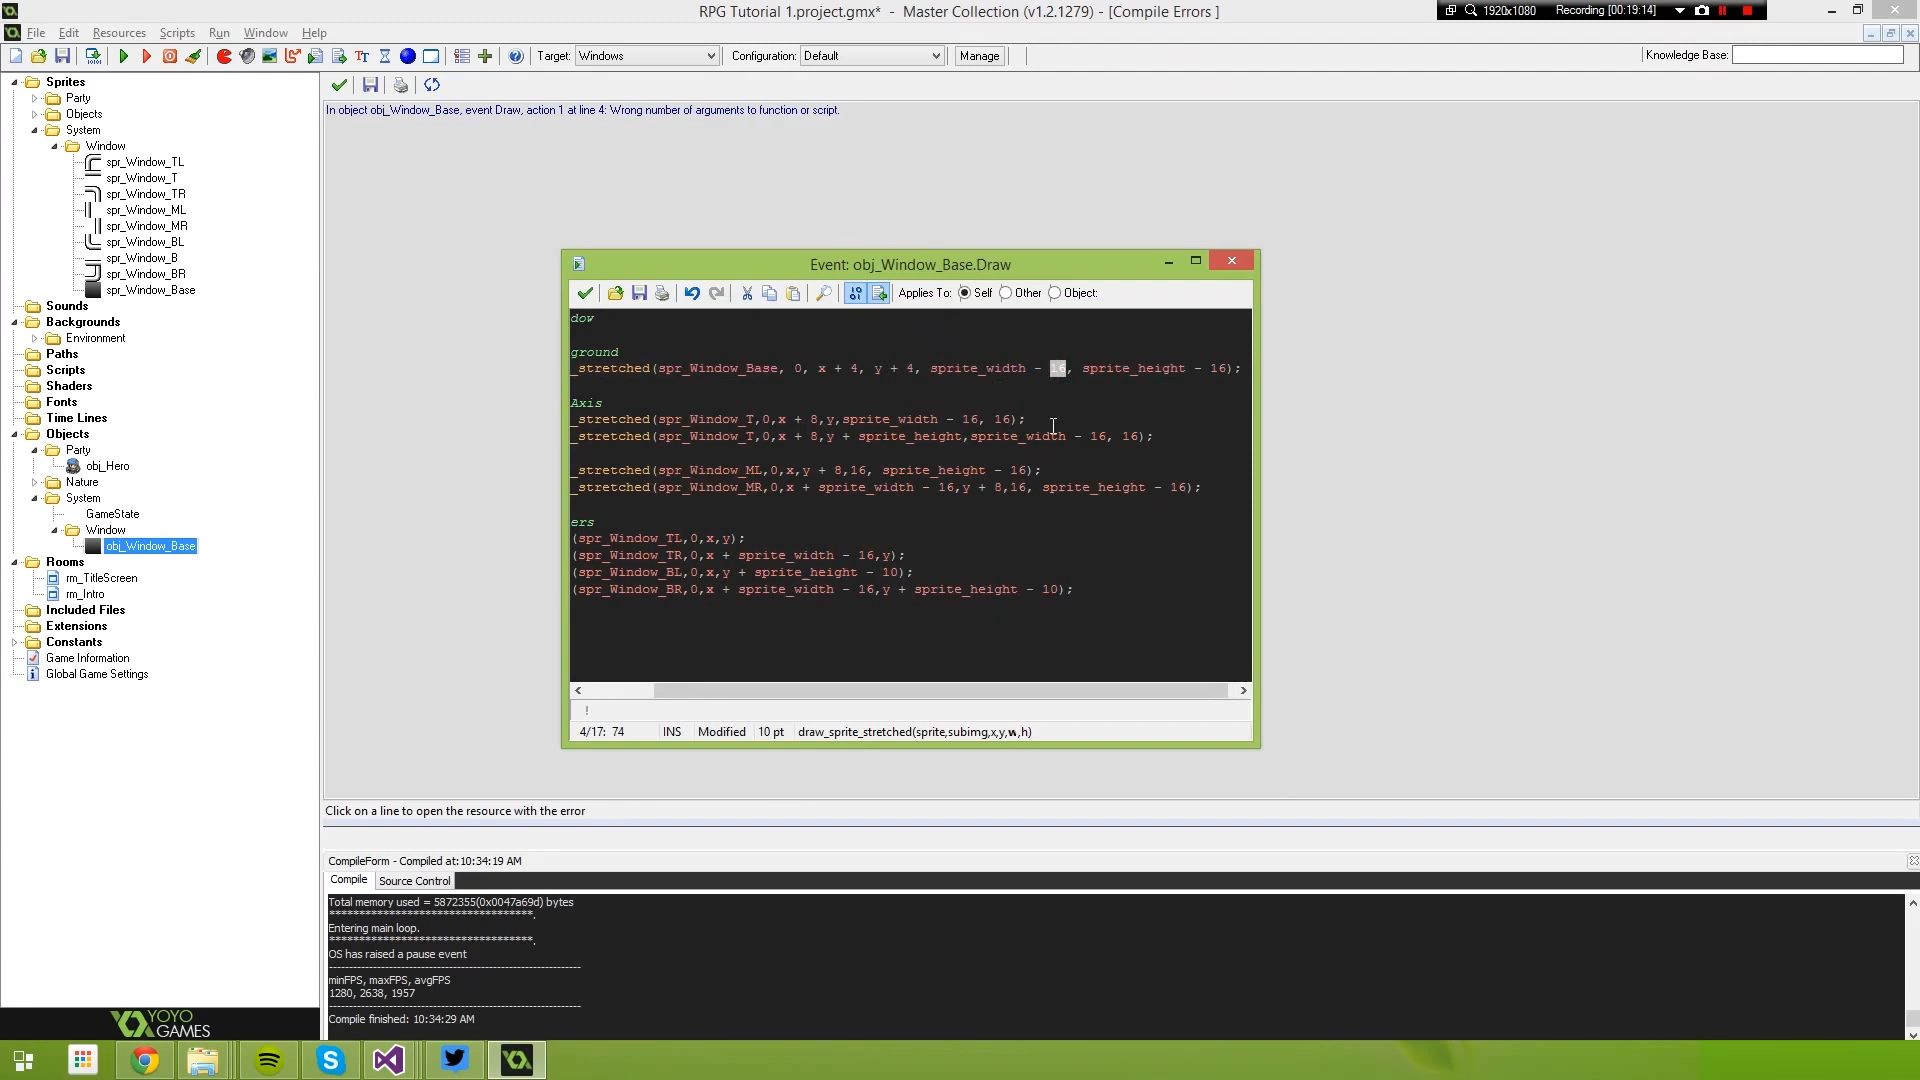 RPG Tutorial 1.project.gmx* - Master Collection (v1.2.1279) - [Compile Errors ]
1920x1080
Recording [00:19:14]
File Edit Resources Scripts Run Window Help
Target: Windows
Configuration: Default
Manage
Knowledge Base:
Sprites
Party
Objects
System
Window
spr_Window_TL
spr_Window_T
spr_Window_TR
spr_Window_ML
spr_Window_MR
spr_Window_BL
spr_Window_B
spr_Window_BR
spr_Window_Base
Sounds
Backgrounds
Environment
Paths
Scripts
Shaders
Fonts
Time Lines
Objects
Party
obj_Hero
Nature
System
GameState
Window
obj_Window_Base
Rooms
rm_TitleScreen
rm_Intro
Included Files
Extensions
Constants
Game Information
Global Game Settings
YOYO
GAMES
In object obj_Window_Base, event Draw, action 1 at line 4: Wrong number of arguments to function or script.
Event: obj_Window_Base.Draw
Applies To: Self Other Object:
dow
ground
_stretched(spr_Window_Base, 0, x + 4, y + 4, sprite_width - 16, sprite_height - 16);
Axis
_stretched(spr_Window_T,0,x + 8,y,sprite_width - 16, 16);
_stretched(spr_Window_T,0,x + 8,y + sprite_height,sprite_width - 16, 16);
_stretched(spr_Window_ML,0,x,y + 8,16, sprite_height - 16);
_stretched(spr_Window_MR,0,x + sprite_width - 16,y + 8,16, sprite_height - 16);
ers
(spr_Window_TL,0,x,y);
(spr_Window_TR,0,x + sprite_width - 16,y);
(spr_Window_BL,0,x,y + sprite_height - 10);
(spr_Window_BR,0,x + sprite_width - 16,y + sprite_height - 10);
!
4/17: 74 INS Modified 10 pt draw_sprite_stretched(sprite,subimg,x,y,w,h)
Click on a line to open the resource with the error
CompileForm - Compiled at:10:34:19 AM
Compile Source Control
Total memory used = 5872355(0x0047a69d) bytes
**********************************.
Entering main loop.
**********************************.
OS has raised a pause event
---------------------------------------------------------------
minFPS, maxFPS, avgFPS
1280, 2638, 1957
---------------------------------------------------------------
Compile finished: 10:34:29 AM